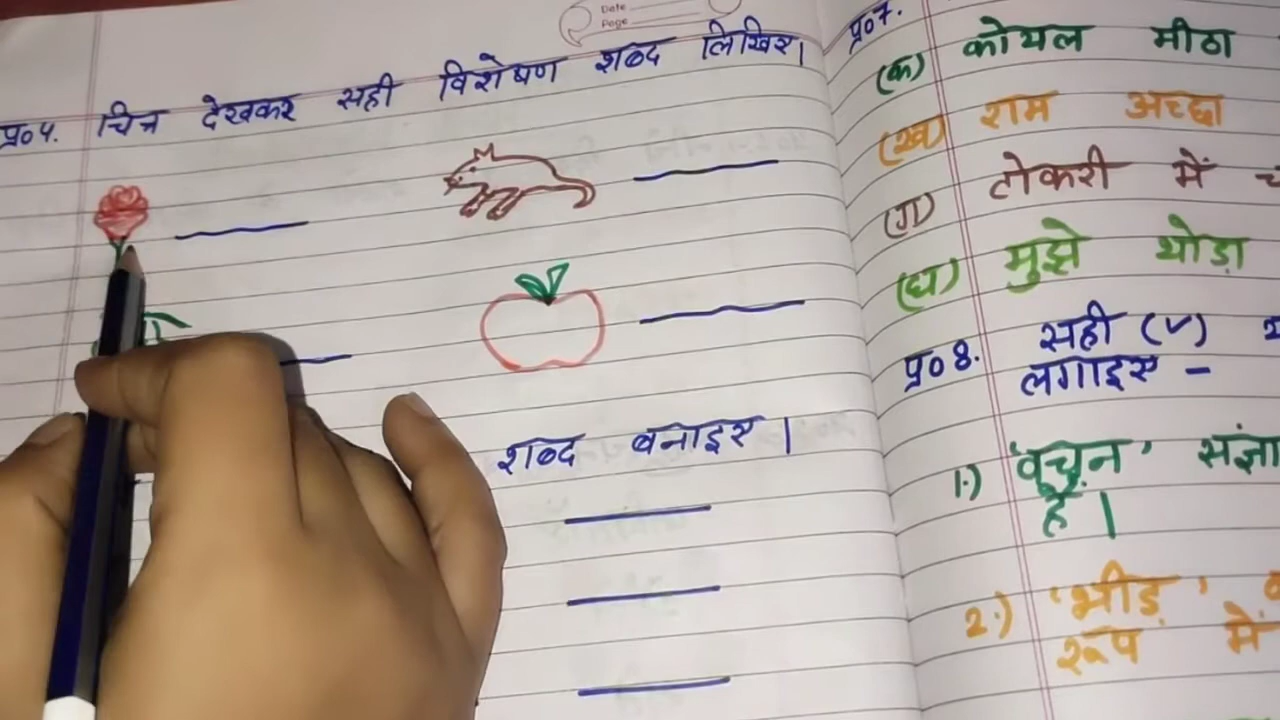 Date
Page
प्र०4. चित्र देखकर सही विशेषण शब्द लिखिए।
शब्द बनाइए।
प्र०7.
(क) कोयल मीठा
(ख) राम अच्छा
(ग) टोकरी में
(घ) मुझे थोड़ा
प्र०8. सही (✓)
लगाइए -
1.) 'वचन' संज्ञा
है।
2.) 'भीड़'
रूप में